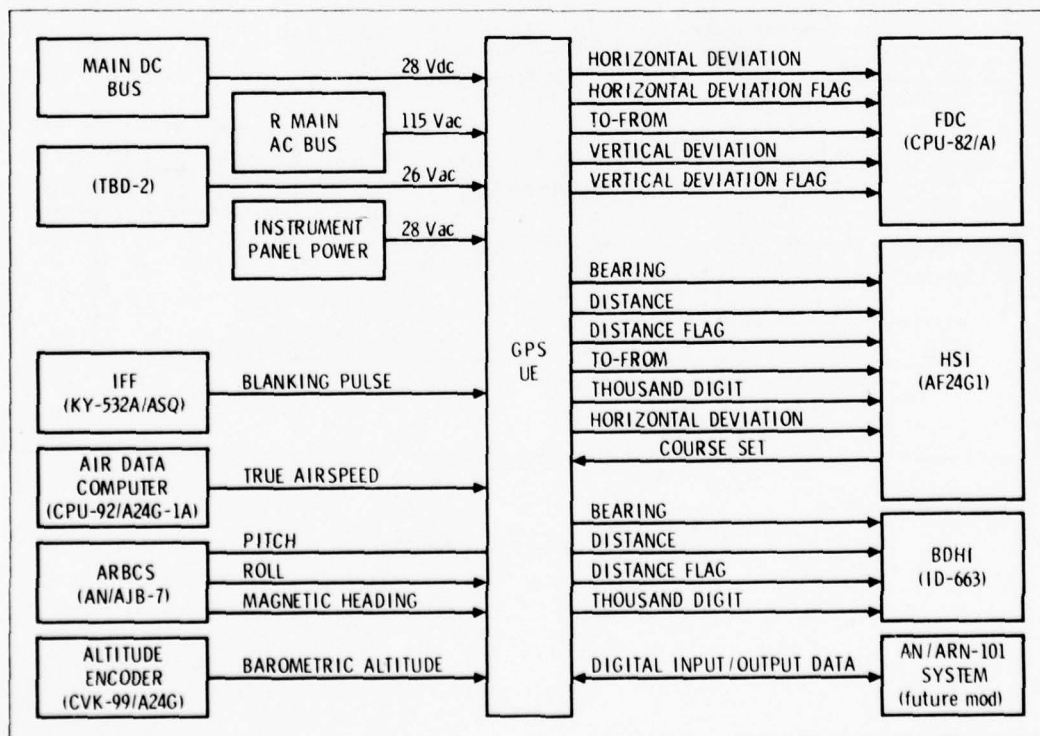 MAIN DC
BUS
28 Vdc
R MAIN
AC BUS
115 Vac
(TBD-2)
26 Vac
INSTRUMENT
PANEL POWER
28 Vac
IFF
(KY-532A/ASQ)
BLANKING PULSE
AIR DATA
COMPUTER
(CPU-92/A24G-1A)
TRUE AIRSPEED
ARBCS
(AN/AJB-7)
PITCH
ROLL
MAGNETIC HEADING
ALTITUDE
ENCODER
(CVK-99/A24G)
BAROMETRIC ALTITUDE
GPS
UE
HORIZONTAL DEVIATION
HORIZONTAL DEVIATION FLAG
TO-FROM
VERTICAL DEVIATION
VERTICAL DEVIATION FLAG
FDC
(CPU-82/A)
BEARING
DISTANCE
DISTANCE FLAG
TO-FROM
THOUSAND DIGIT
HORIZONTAL DEVIATION
COURSE SET
HSI
(AF24G1)
BEARING
DISTANCE
DISTANCE FLAG
THOUSAND DIGIT
BDHI
(ID-663)
DIGITAL INPUT/OUTPUT DATA
AN/ARN-101
SYSTEM
(future mod)